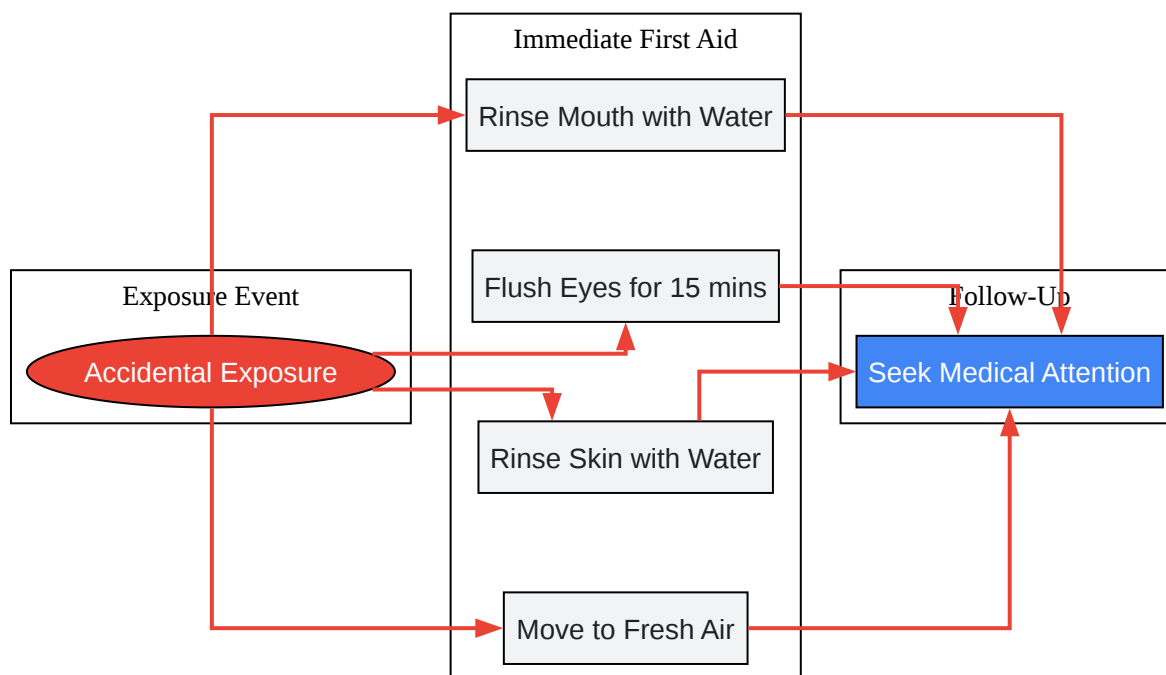 Immediate First Aid
Rinse Mouth with Water
Flush Eyes for 15 mins
Exposure Event
Follow-Up
Accidental Exposure
Seek Medical Attention
Rinse Skin with Water
Move to Fresh Air